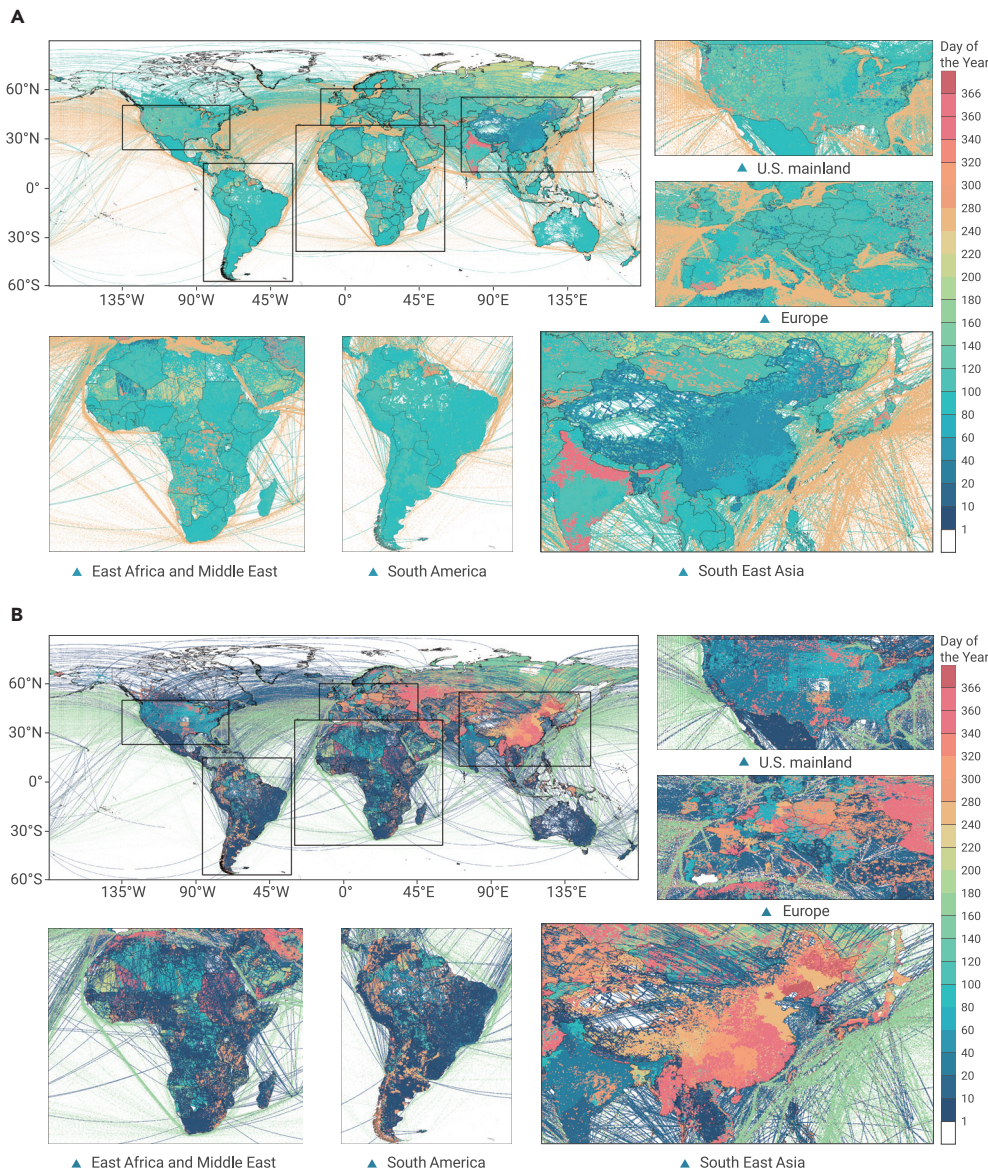 A
60°N
30°N
0°
30°S
60°S
135°W
90°W
45°W
0°
45°E
90°E
135°E
▲ U.S. mainland
▲ Europe
▲ East Africa and Middle East
▲ South America
▲ South East Asia
Day of
the Year
366
340
320
300
280
240
220
200
180
160
140
120
100
80
60
40
20
10
1
B
60°N
30°N
0°
30°S
60°S
135°W
90°W
45°W
0°
45°E
90°E
135°E
▲ U.S. mainland
▲ Europe
▲ East Africa and Middle East
▲ South America
▲ South East Asia
Day of
the Year
366
340
320
300
280
240
220
200
180
160
140
120
100
80
60
40
20
10
1